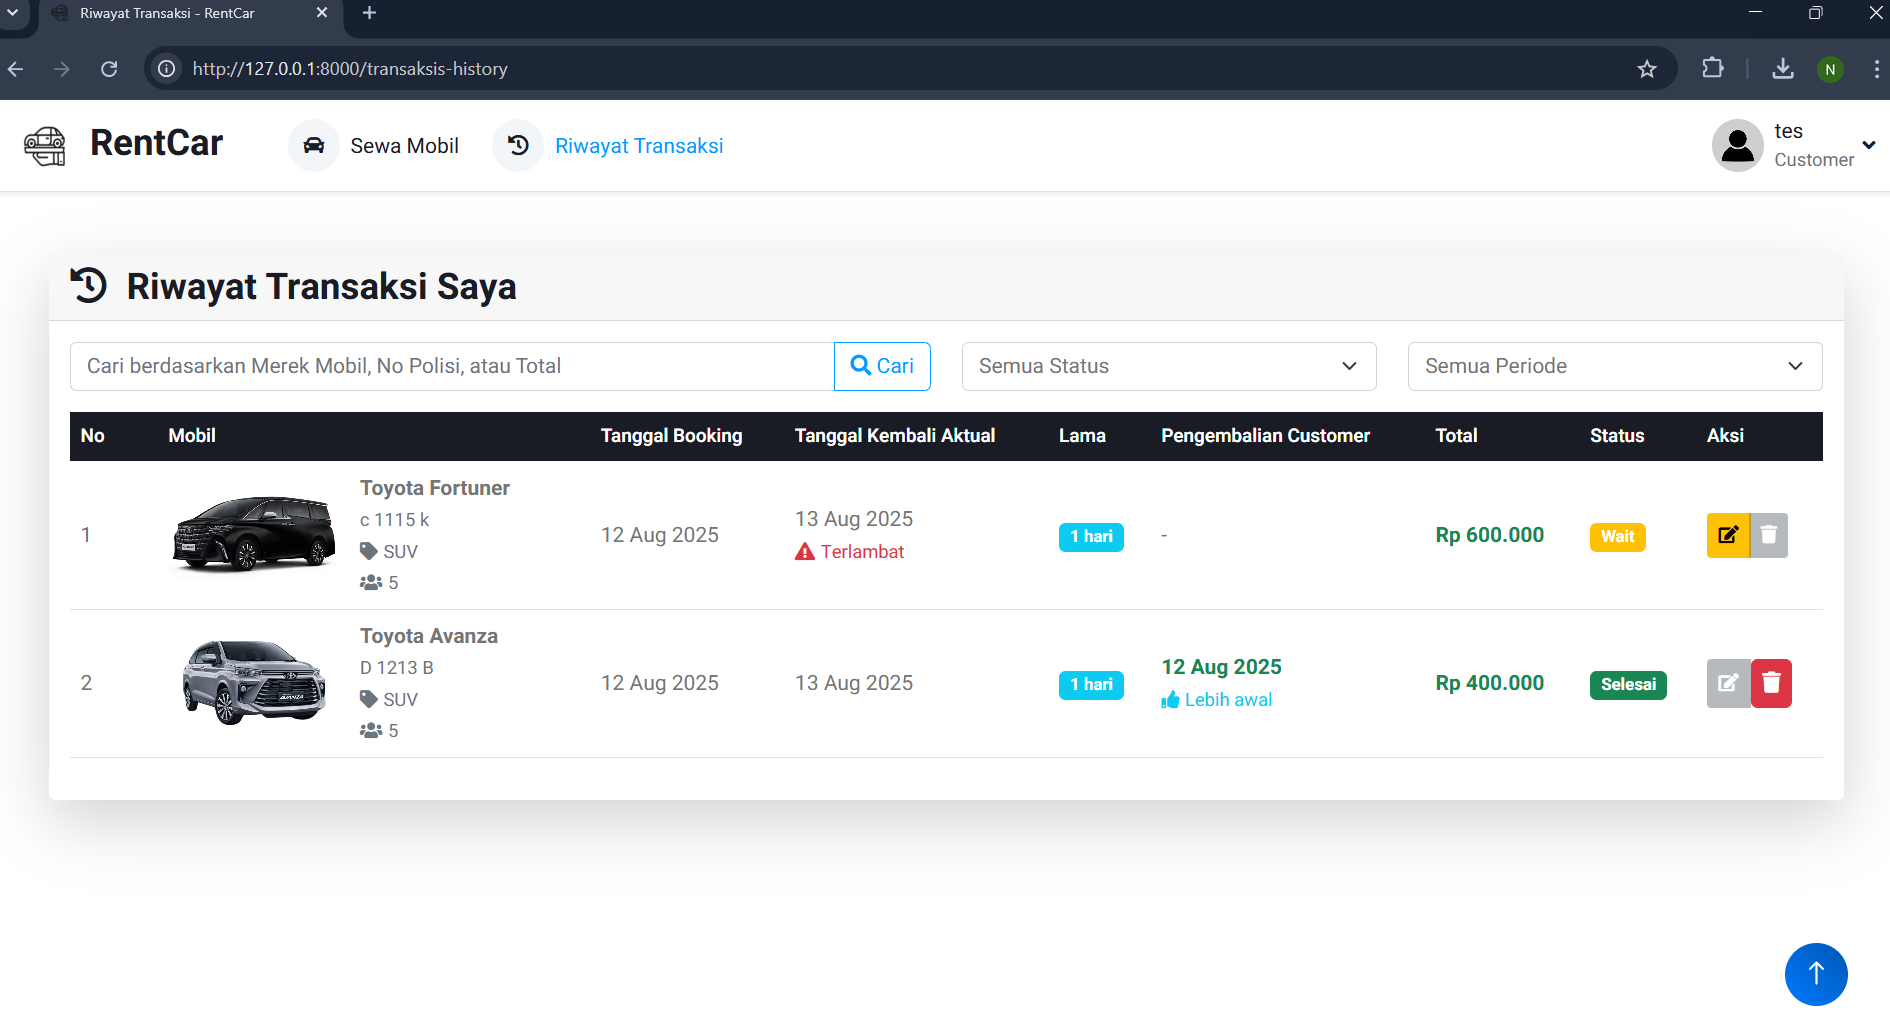 Riwayat Transaksi - RentCar
http://127.0.0.1:8000/transaksis-history
N
RentCar
Sewa Mobil
Riwayat Transaksi
tes
Customer
Riwayat Transaksi Saya
Cari berdasarkan Merek Mobil, No Polisi, atau Total
Cari
Semua Status
Semua Periode
No Mobil Tanggal Booking Tanggal Kembali Aktual Lama Pengembalian Customer Total Status Aksi
1
Toyota Fortuner
c 1115 k
SUV
5
12 Aug 2025
13 Aug 2025
Terlambat
1 hari
-
Rp 600.000
Wait
2
AVANZA
Toyota Avanza
D 1213 B
SUV
5
12 Aug 2025
13 Aug 2025
1 hari
12 Aug 2025
Lebih awal
Rp 400.000
Selesai